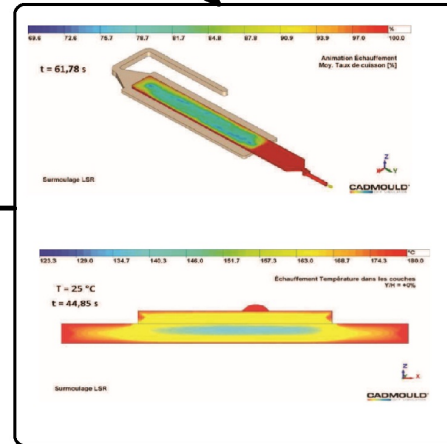 %
69.6 72.6 75.7 78.7 81.7 84.8 87.8 90.9 93.9 97.0 100.0
Animation Echauffement
Moy. Taux de cuisson [%]
t = 61,78 s
Z
X Y
Surmoulage LSR
CADMOULD
°C
123.3 129.0 134.7 140.3 146.0 151.7 157.3 163.0 168.7 174.3 180.0
Échauffement Température dans les couches
Y/H = +0%
T = 25 °C
t = 44,85 s
Z
X
Surmoulage LSR
CADMOULD